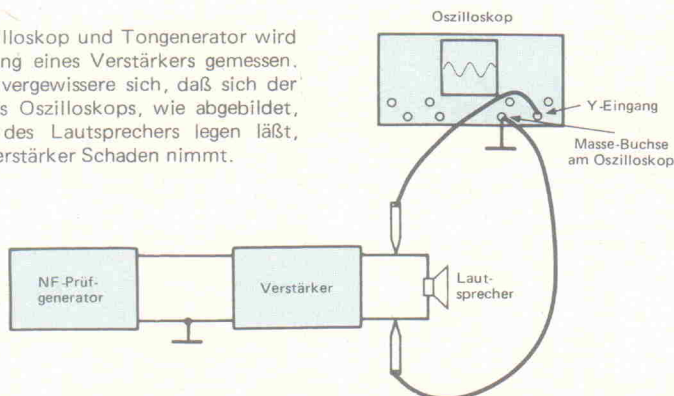 lloskop und Tongenerator wird
ng eines Verstärkers gemessen.
vergewissere sich, daß sich der
s Oszilloskops, wie abgebildet,
des Lautsprechers legen läßt,
erstärker Schaden nimmt.
Oszilloskop
Y-Eingang
Masse-Buchse
am Oszilloskop
NF-Prüf-
generator
Verstärker
Laut-
sprecher